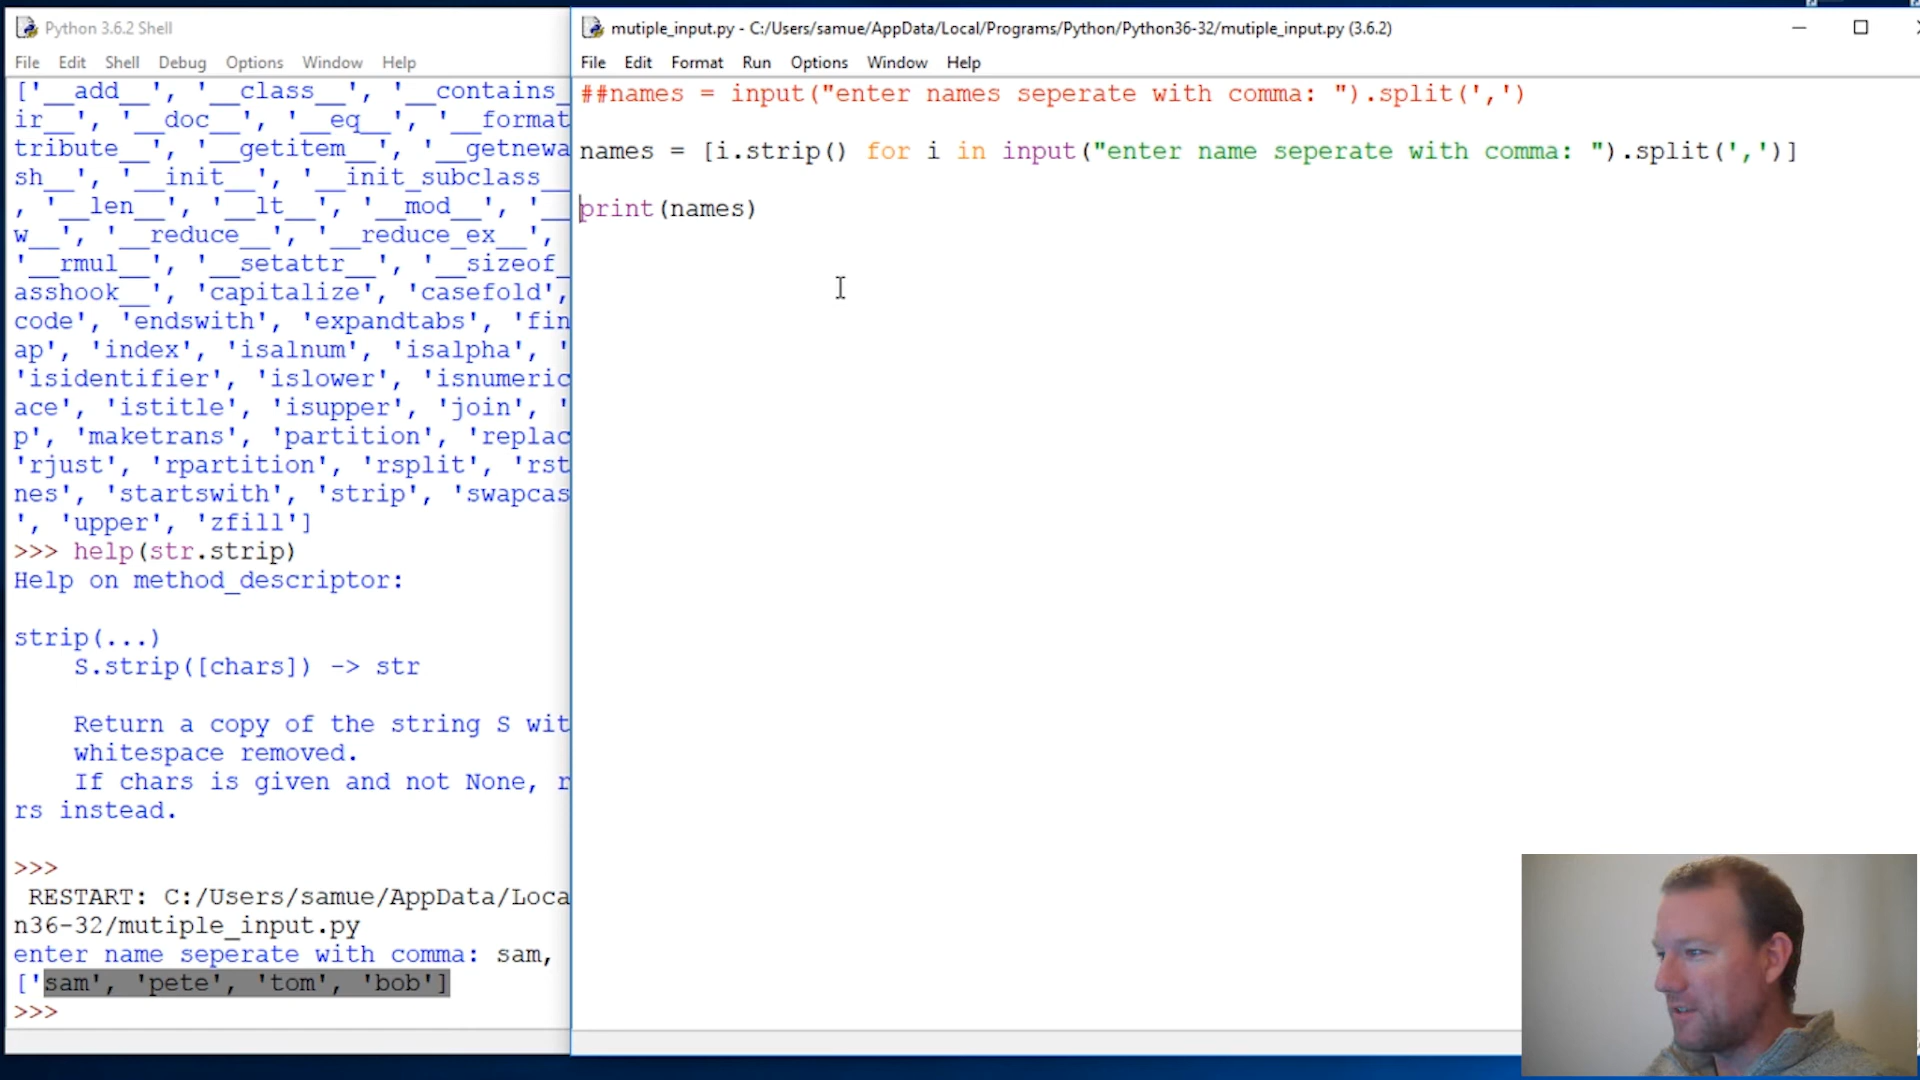 Python 3.6.2 Shell
File Edit Shell Debug Options Window Help
['__add__', '__class__', '__contains_
ir__', '__doc__', '__eq__', '__format
tribute__', '__getitem__', '__getnewa
sh__', '__init__', '__init_subclass__
, '__len__', '__lt__', '__mod__', '__
w__', '__reduce__', '__reduce_ex__',
'__rmul__', '__setattr__', '__sizeof_
asshook__', 'capitalize', 'casefold',
code', 'endswith', 'expandtabs', 'fin
ap', 'index', 'isalnum', 'isalpha', '
'isidentifier', 'islower', 'isnumeric
ace', 'istitle', 'isupper', 'join', '
p', 'maketrans', 'partition', 'replac
'rjust', 'rpartition', 'rsplit', 'rst
nes', 'startswith', 'strip', 'swapcas
', 'upper', 'zfill']
>>> help(str.strip)
Help on method_descriptor:
strip(...)
S.strip([chars]) -> str
Return a copy of the string S wit
whitespace removed.
If chars is given and not None, r
rs instead.
>>>
RESTART: C:/Users/samue/AppData/Loca
n36-32/mutiple_input.py
enter name seperate with comma: sam,
['sam', 'pete', 'tom', 'bob']
>>>
mutiple_input.py - C:/Users/samue/AppData/Local/Programs/Python/Python36-32/mutiple_input.py (3.6.2)
File Edit Format Run Options Window Help
##names = input("enter names seperate with comma: ").split(',')
names = [i.strip() for i in input("enter name seperate with comma: ").split(',')]
print(names)